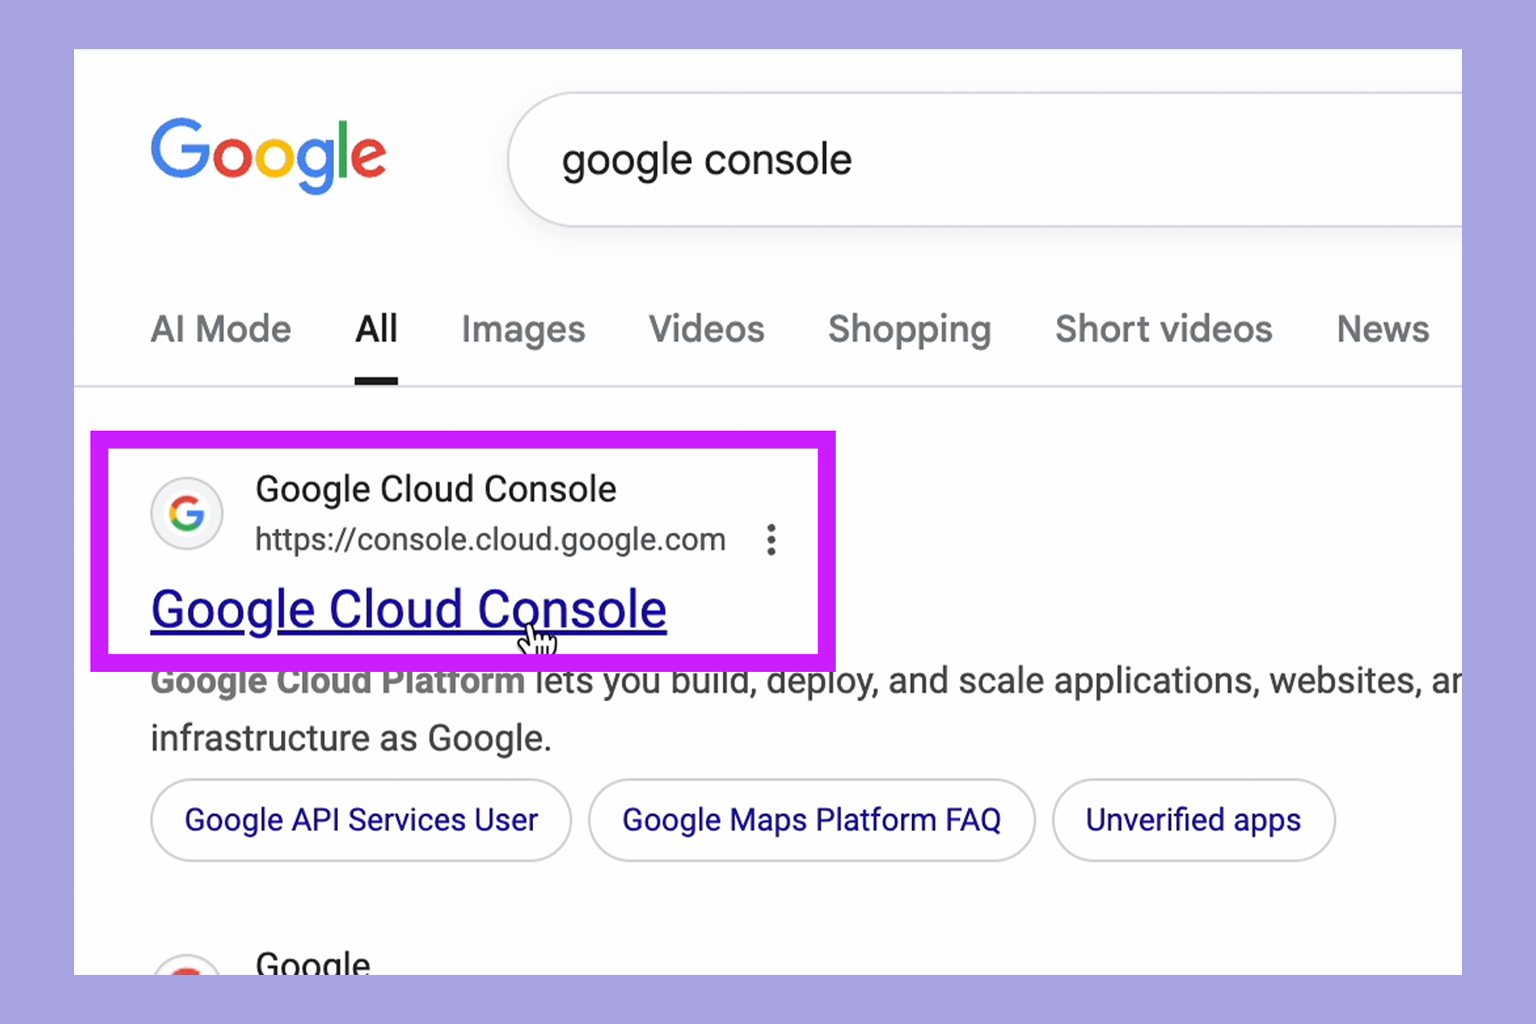 Google
google console
AI Mode All Images Videos Shopping Short videos News
Google Cloud Console
https://console.cloud.google.com
Google Cloud Console
Google Cloud Platform lets you build, deploy, and scale applications, websites,
infrastructure as Google.
Google API Services User Google Maps Platform FAQ Unverified apps
Google